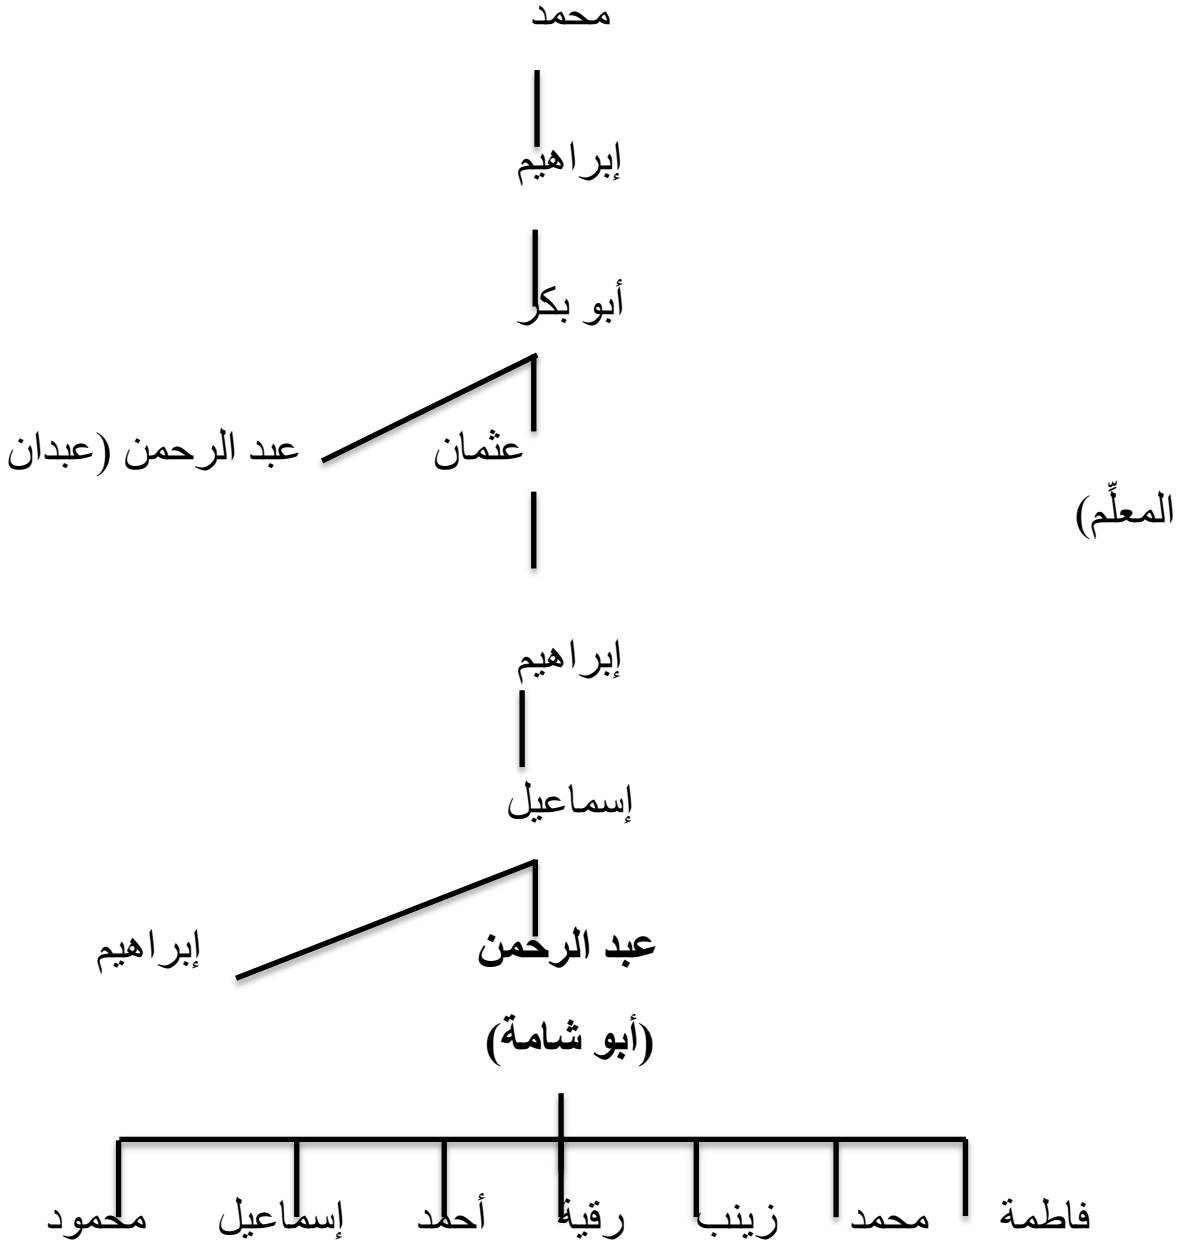 محمد
إبراهيم
أبو بكر
عثمان عبد الرحمن (عبدان
المعلِّم)
إبراهيم
إسماعيل
عبد الرحمن إبراهيم
(أبو شامة)
فاطمة محمد زينب رقية أحمد إسماعيل محمود